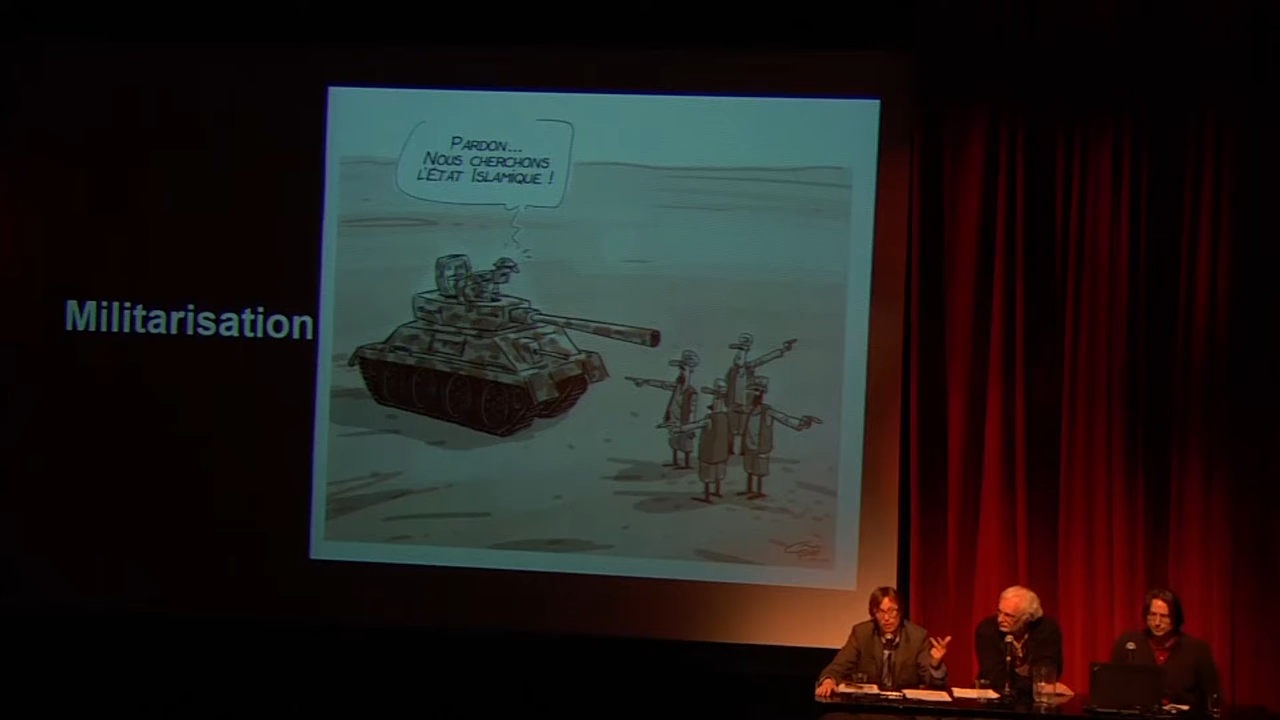 Militarisation
PARDON...
NOUS CHERCHONS
L'ÉTAT ISLAMIQUE !